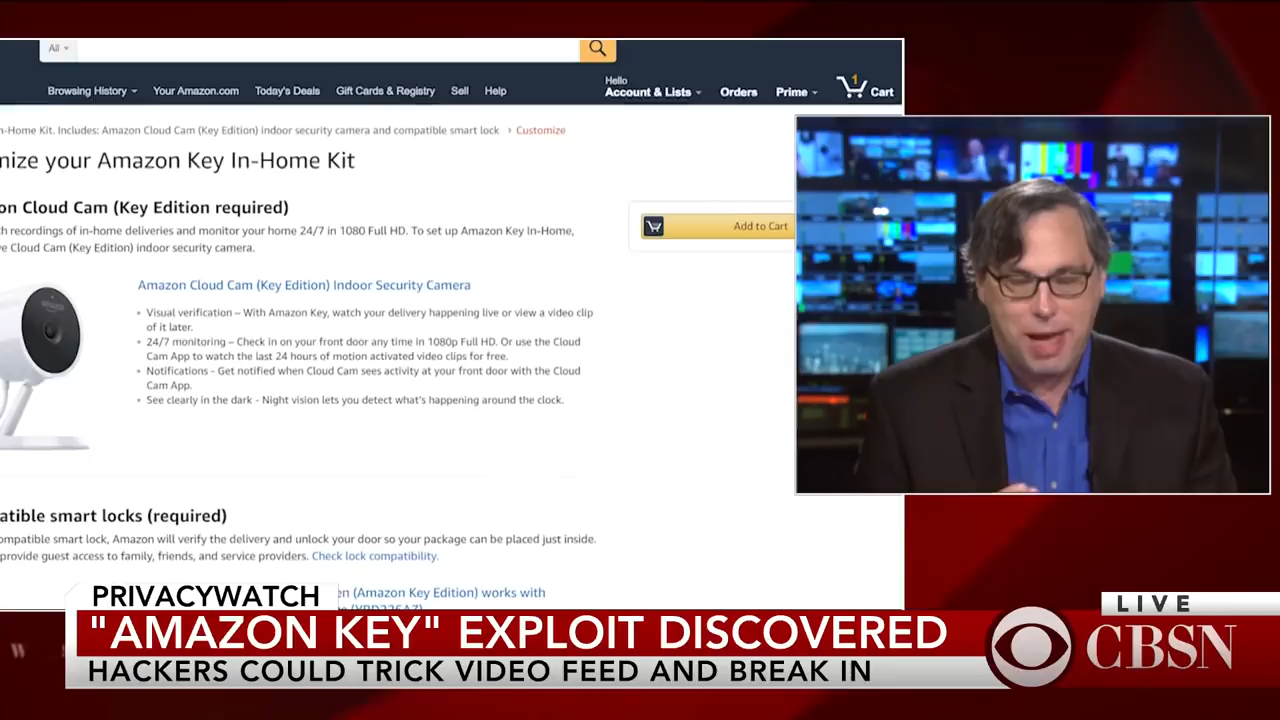 All
Browsing History
Your Amazon.com
Today's Deals
Gift Cards & Registry
Sell
Help
Hello
Account & Lists
Orders
Prime
1
Cart
n-Home Kit. Includes: Amazon Cloud Cam (Key Edition) indoor security camera and compatible smart lock › Customize
mize your Amazon Key In-Home Kit
on Cloud Cam (Key Edition required)
h recordings of in-home deliveries and monitor your home 24/7 in 1080 Full HD. To set up Amazon Key In-Home,
e Cloud Cam (Key Edition) indoor security camera.
Add to Cart
Amazon Cloud Cam (Key Edition) Indoor Security Camera
• Visual verification – With Amazon Key, watch your delivery happening live or view a video clip
of it later.
• 24/7 monitoring – Check in on your front door any time in 1080p Full HD. Or use the Cloud
Cam App to watch the last 24 hours of motion activated video clips for free.
• Notifications - Get notified when Cloud Cam sees activity at your front door with the Cloud
Cam App.
• See clearly in the dark - Night vision lets you detect what's happening around the clock.
atible smart locks (required)
ompatible smart lock, Amazon will verify the delivery and unlock your door so your package can be placed just inside.
provide guest access to family, friends, and service providers. Check lock compatibility.
en (Amazon Key Edition) works with
PRIVACYWATCH
"AMAZON KEY" EXPLOIT DISCOVERED
HACKERS COULD TRICK VIDEO FEED AND BREAK IN
LIVE
CBSN